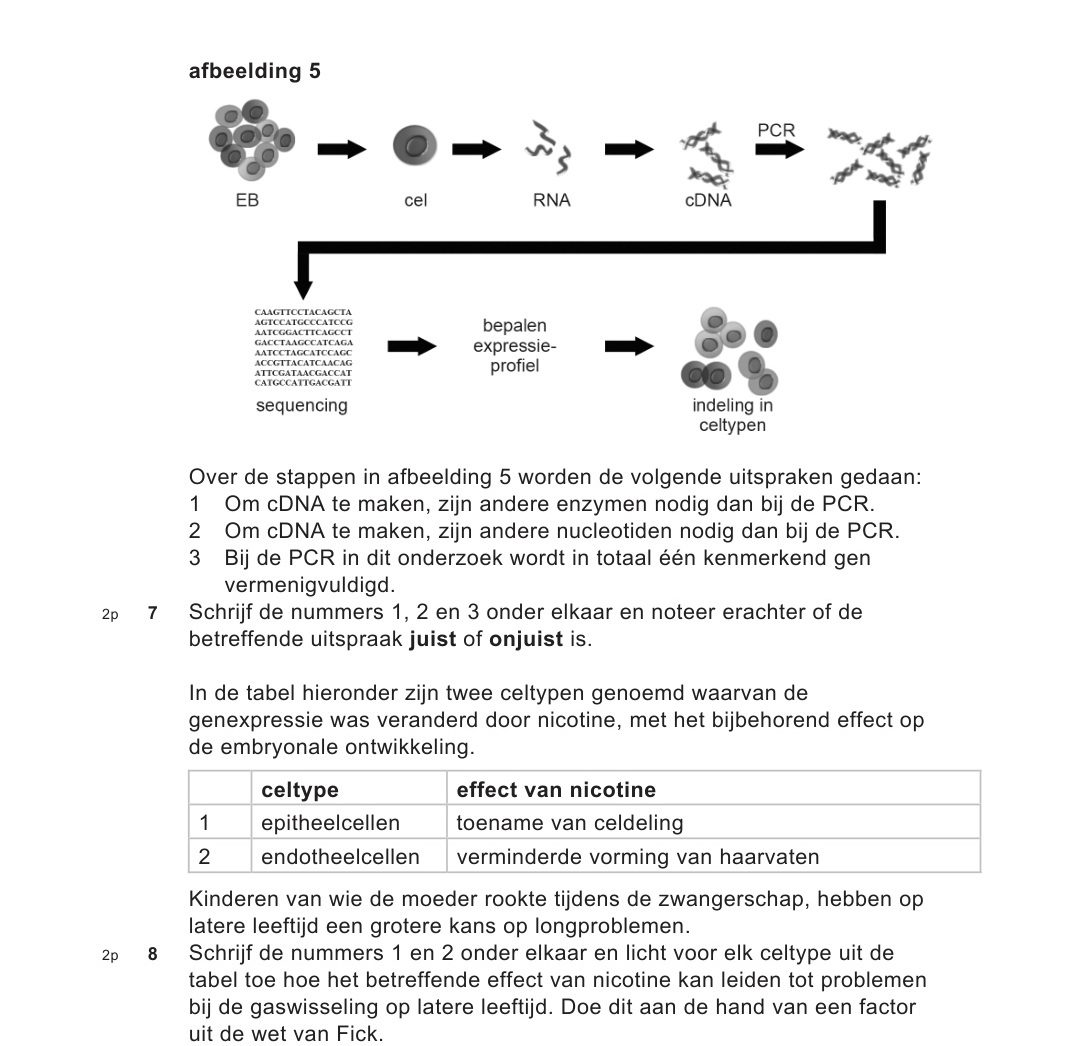 afbeelding 5
PCR
EB
cel
RNA
cDNA
CAAGTTCCTACAGCTA
AGTCCATGCCCATCCG
AATCGGACTTCAGCCT
GACCTAAGCCATCAGA
AATCCTAGCATCCAGC
ACCGTTACATCAACAG
ATTCGATAACGACCAT
CATGCCATTGACGATT
sequencing
bepalen
expressie-
profiel
indeling in
celtypen
Over de stappen in afbeelding 5 worden de volgende uitspraken gedaan:
1 Om cDNA te maken, zijn andere enzymen nodig dan bij de PCR.
2 Om cDNA te maken, zijn andere nucleotiden nodig dan bij de PCR.
3 Bij de PCR in dit onderzoek wordt in totaal één kenmerkend gen
vermenigvuldigd.
2p 7 Schrijf de nummers 1, 2 en 3 onder elkaar en noteer erachter of de
betreffende uitspraak juist of onjuist is.
In de tabel hieronder zijn twee celtypen genoemd waarvan de
genexpressie was veranderd door nicotine, met het bijbehorend effect op
de embryonale ontwikkeling.
celtype effect van nicotine
1 epitheelcellen toename van celdeling
2 endotheelcellen verminderde vorming van haarvaten
Kinderen van wie de moeder rookte tijdens de zwangerschap, hebben op
latere leeftijd een grotere kans op longproblemen.
2p 8 Schrijf de nummers 1 en 2 onder elkaar en licht voor elk celtype uit de
tabel toe hoe het betreffende effect van nicotine kan leiden tot problemen
bij de gaswisseling op latere leeftijd. Doe dit aan de hand van een factor
uit de wet van Fick.